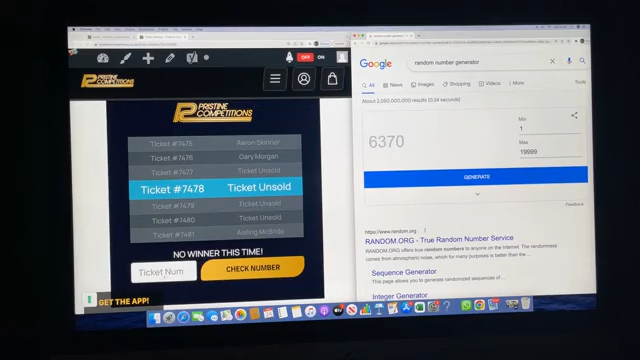 OFF ON
PRISTINE
COMPETITIONS
PRISTINE
COMPETITIONS
Ticket #7475 Aaron Skinner
Ticket #7476 Gary Morgan
Ticket #7477 Ticket Unsold
Ticket #7478 Ticket Unsold
Ticket #7479 Ticket Unsold
Ticket #7480 Ticket Unsold
Ticket #7481 Aisling McBride
NO WINNER THIS TIME!
Ticket Num CHECK NUMBER
GET THE APP!
Google random number generator
All News Images Shopping Videos More Tools
About 2,060,000,000 results (0.34 seconds)
6370
Min
1
Max
19999
GENERATE
Feedback
https://www.random.org
RANDOM.ORG - True Random Number Service
RANDOM.ORG offers true random numbers to anyone on the Internet. The randomness
comes from atmospheric noise, which for many purposes is better than the ...
Sequence Generator
This page allows you to generate randomized sequences of ...
Integer Generator